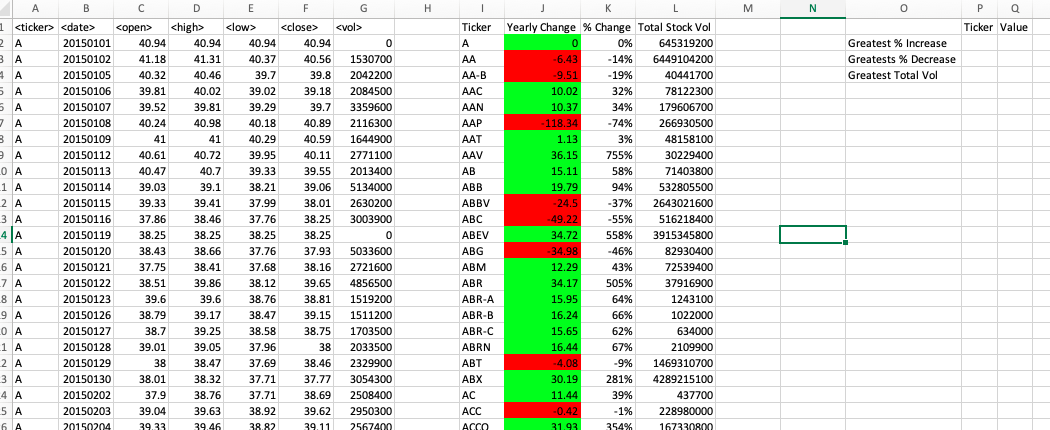 A B C D E F G H I J K L M N O P Q
1 <ticker> <date> <open> <high> <low> <close> <vol> Ticker Yearly Change % Change Total Stock Vol Ticker Value
2 A 20150101 40.94 40.94 40.94 40.94 0 A 0 0% 645319200 Greatest % Increase
3 A 20150102 41.18 41.31 40.37 40.56 1530700 AA -6.43 -14% 6449104200 Greatests % Decrease
4 A 20150105 40.32 40.46 39.7 39.8 2042200 AA-B -9.51 -19% 40441700 Greatest Total Vol
5 A 20150106 39.81 40.02 39.02 39.18 2084500 AAC 10.02 32% 78122300
6 A 20150107 39.52 39.81 39.29 39.7 3359600 AAN 10.37 34% 179606700
7 A 20150108 40.24 40.98 40.18 40.89 2116300 AAP -118.34 -74% 266930500
8 A 20150109 41 41 40.29 40.59 1644900 AAT 1.13 3% 48158100
9 A 20150112 40.61 40.72 39.95 40.11 2771100 AAV 36.15 755% 30229400
0 A 20150113 40.47 40.7 39.33 39.55 2013400 AB 15.11 58% 71403800
1 A 20150114 39.03 39.1 38.21 39.06 5134000 ABB 19.79 94% 532805500
2 A 20150115 39.33 39.41 37.99 38.01 2630200 ABBV -24.5 -37% 2643021600
3 A 20150116 37.86 38.46 37.76 38.25 3003900 ABC -49.22 -55% 516218400
4 A 20150119 38.25 38.25 38.25 38.25 0 ABEV 34.72 558% 3915345800
5 A 20150120 38.43 38.66 37.76 37.93 5033600 ABG -34.98 -46% 82930400
6 A 20150121 37.75 38.41 37.68 38.16 2721600 ABM 12.29 43% 72539400
7 A 20150122 38.51 39.86 38.12 39.65 4856500 ABR 34.17 505% 37916900
8 A 20150123 39.6 39.6 38.76 38.81 1519200 ABR-A 15.95 64% 1243100
9 A 20150126 38.79 39.17 38.47 39.15 1511200 ABR-B 16.24 66% 1022000
0 A 20150127 38.7 39.25 38.58 38.75 1703500 ABR-C 15.65 62% 634000
1 A 20150128 39.01 39.05 37.96 38 2033500 ABRN 16.44 67% 2109900
2 A 20150129 38 38.47 37.69 38.46 2329900 ABT -4.08 -9% 1469310700
3 A 20150130 38.01 38.32 37.71 37.77 3054300 ABX 30.19 281% 4289215100
4 A 20150202 37.9 38.76 37.71 38.69 2508400 AC 11.44 39% 437700
5 A 20150203 39.04 39.63 38.92 39.62 2950300 ACC -0.42 -1% 228980000
6 A 20150204 39.33 39.46 38.82 39.11 2567400 ACCO 31.93 354% 167330800